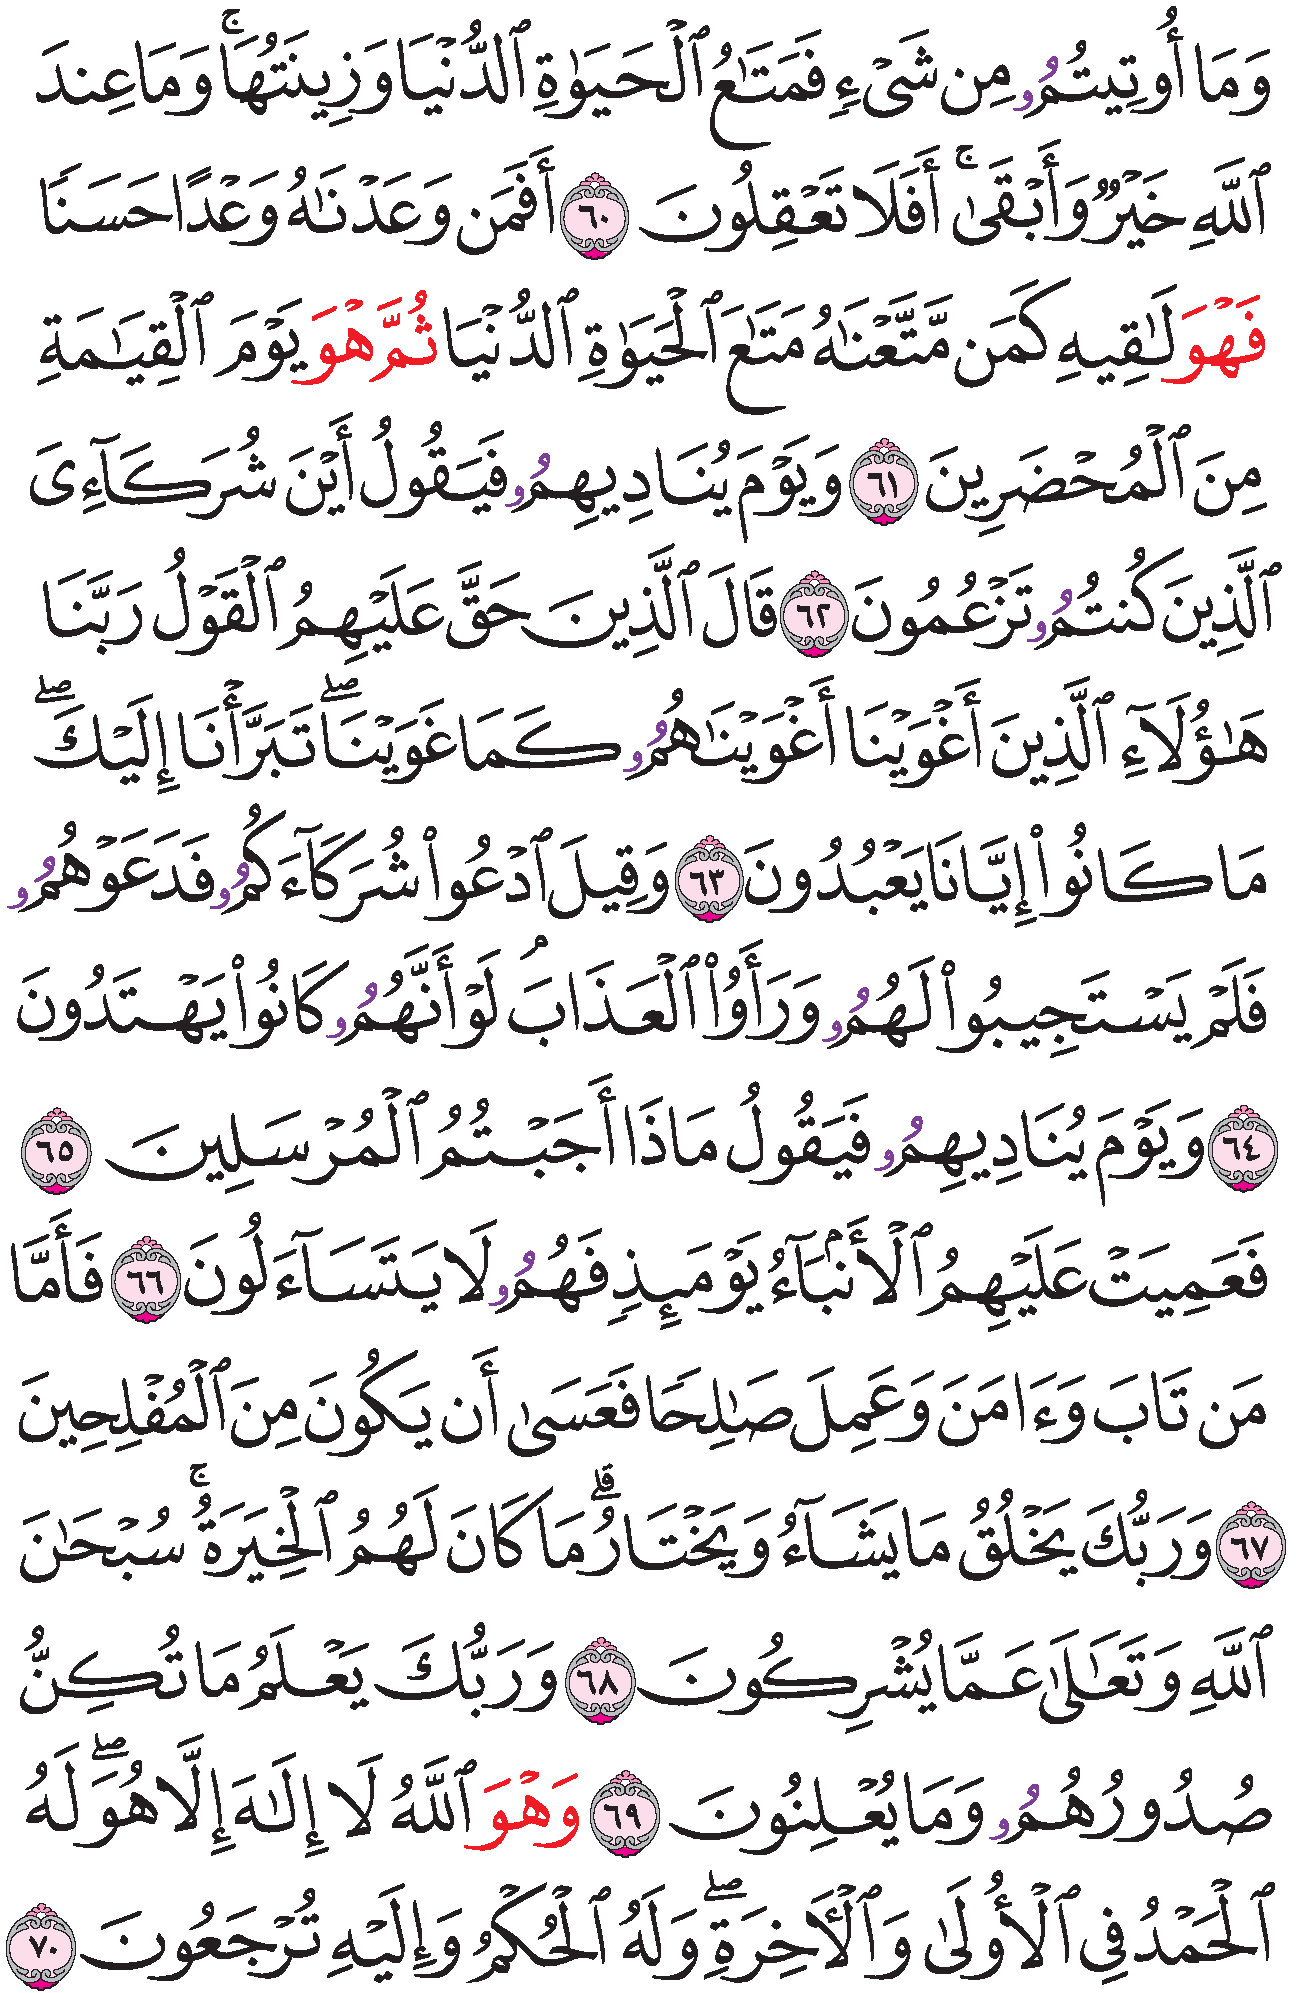 وَمَا أُوتِيتُمُۥ مِن شَىْءٍ فَمَتَٰعُ ٱلْحَيَوٰةِ ٱلدُّنْيَا وَزِينَتُهَا ۚ وَمَا عِندَ
ٱللَّهِ خَيْرٌ وَأَبْقَىٰ ۚ أَفَلَا تَعْقِلُونَ ٦٠ أَفَمَن وَعَدْنَٰهُ وَعْدًا حَسَنًا
فَهْوَ لَٰقِيهِ كَمَن مَّتَّعْنَٰهُ مَتَٰعَ ٱلْحَيَوٰةِ ٱلدُّنْيَا ثُمَّ هْوَ يَوْمَ ٱلْقِيَٰمَةِ
مِنَ ٱلْمُحْضَرِينَ ٦١ وَيَوْمَ يُنَادِيهِمُۥ فَيَقُولُ أَيْنَ شُرَكَآءِىَ
ٱلَّذِينَ كُنتُمُۥ تَزْعُمُونَ ٦٢ قَالَ ٱلَّذِينَ حَقَّ عَلَيْهِمُ ٱلْقَوْلُ رَبَّنَا
هَٰؤُلَآءِ ٱلَّذِينَ أَغْوَيْنَا أَغْوَيْنَٰهُمُۥ كَمَا غَوَيْنَا ۖ تَبَرَّأْنَا إِلَيْكَ ۖ
مَا كَانُوا۟ إِيَّانَا يَعْبُدُونَ ٦٣ وَقِيلَ ٱدْعُوا۟ شُرَكَآءَكُمُۥ فَدَعَوْهُمُۥ
فَلَمْ يَسْتَجِيبُوا۟ لَهُمُۥ وَرَأَوُا۟ ٱلْعَذَابَ ۘ لَوْ أَنَّهُمُۥ كَانُوا۟ يَهْتَدُونَ
٦٤ وَيَوْمَ يُنَادِيهِمُۥ فَيَقُولُ مَاذَا أَجَبْتُمُ ٱلْمُرْسَلِينَ ٦٥
فَعَمِيَتْ عَلَيْهِمُ ٱلْأَنۢبَآءُ يَوْمَئِذٍ فَهُمُۥ لَا يَتَسَآءَلُونَ ٦٦ فَأَمَّا
مَن تَابَ وَءَامَنَ وَعَمِلَ صَٰلِحًا فَعَسَىٰ أَن يَكُونَ مِنَ ٱلْمُفْلِحِينَ
٦٧ وَرَبُّكَ يَخْلُقُ مَا يَشَآءُ وَيَخْتَارُ ۗ مَا كَانَ لَهُمُ ٱلْخِيَرَةُ ۚ سُبْحَٰنَ
ٱللَّهِ وَتَعَٰلَىٰ عَمَّا يُشْرِكُونَ ٦٨ وَرَبُّكَ يَعْلَمُ مَا تُكِنُّ
صُدُورُهُمُۥ وَمَا يُعْلِنُونَ ٦٩ وَهْوَ ٱللَّهُ لَا إِلَٰهَ إِلَّا هُوَ ۖ لَهُ
ٱلْحَمْدُ فِى ٱلْأُولَىٰ وَٱلْأَخِرَةِ ۖ وَلَهُ ٱلْحُكْمُ وَإِلَيْهِ تُرْجَعُونَ ٧٠